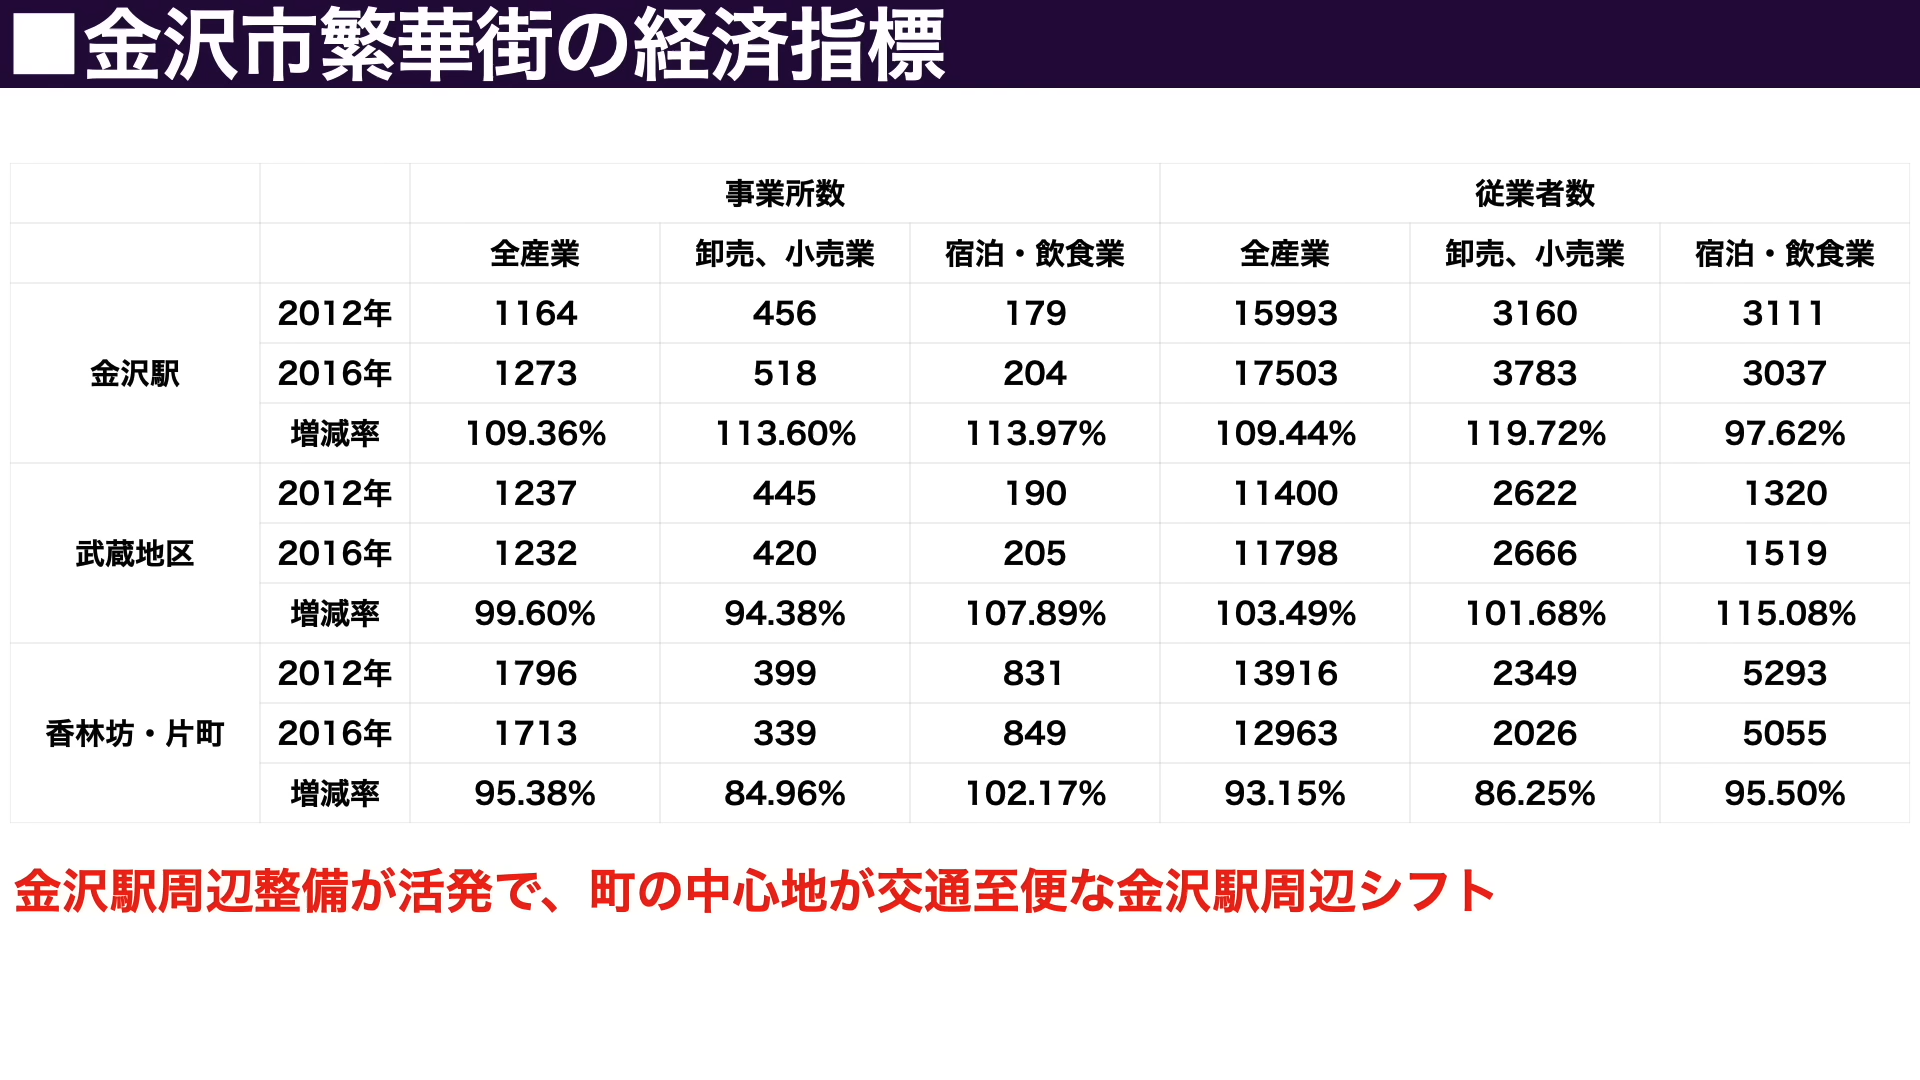 ■金沢市繁華街の経済指標
事業所数 従業者数
全産業 卸売、小売業 宿泊・飲食業 全産業 卸売、小売業 宿泊・飲食業
金沢駅 2012年 1164 456 179 15993 3160 3111
2016年 1273 518 204 17503 3783 3037
増減率 109.36% 113.60% 113.97% 109.44% 119.72% 97.62%
武蔵地区 2012年 1237 445 190 11400 2622 1320
2016年 1232 420 205 11798 2666 1519
増減率 99.60% 94.38% 107.89% 103.49% 101.68% 115.08%
香林坊・片町 2012年 1796 399 831 13916 2349 5293
2016年 1713 339 849 12963 2026 5055
増減率 95.38% 84.96% 102.17% 93.15% 86.25% 95.50%
金沢駅周辺整備が活発で、町の中心地が交通至便な金沢駅周辺シフト